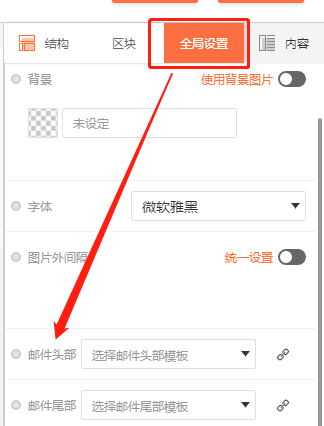 结构 区块 全局设置 内容
背景 使用背景图片
未设定
字体 微软雅黑
图片外间隔 统一设置
邮件头部 选择邮件头部模板
邮件尾部 选择邮件尾部模板